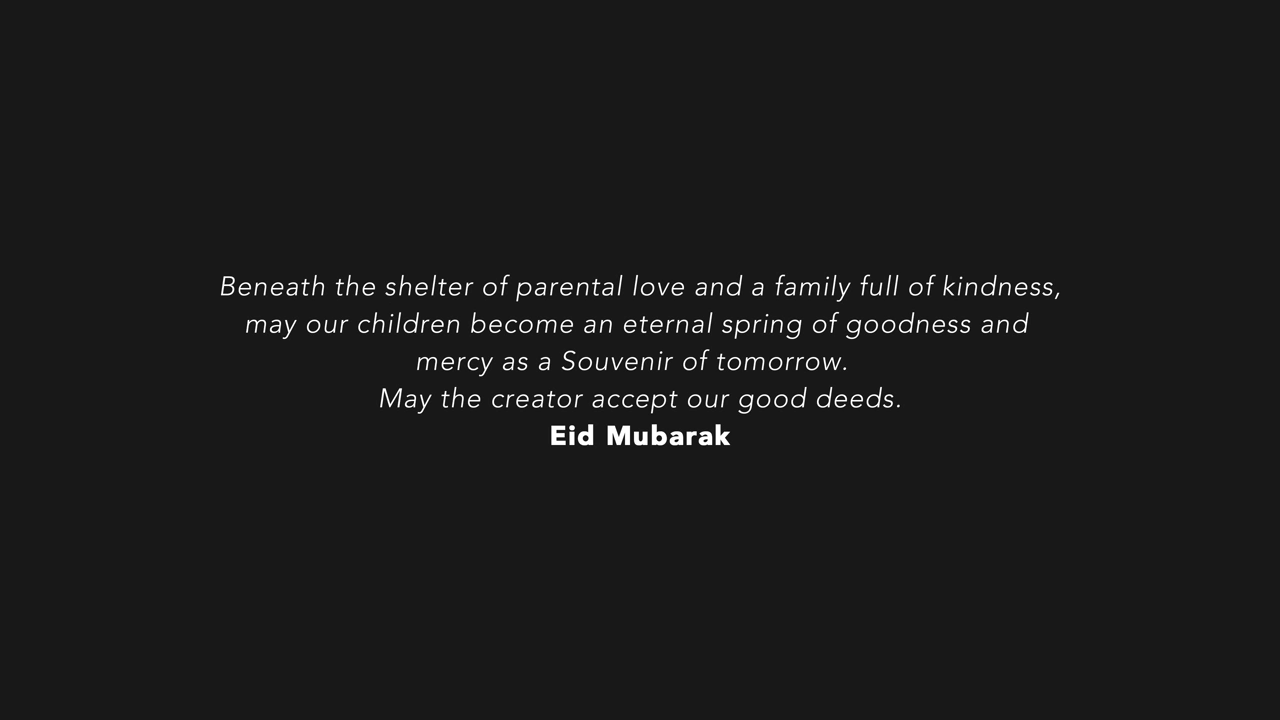 Beneath the shelter of parental love and a family full of kindness,
may our children become an eternal spring of goodness and
mercy as a Souvenir of tomorrow.
May the creator accept our good deeds.
Eid Mubarak